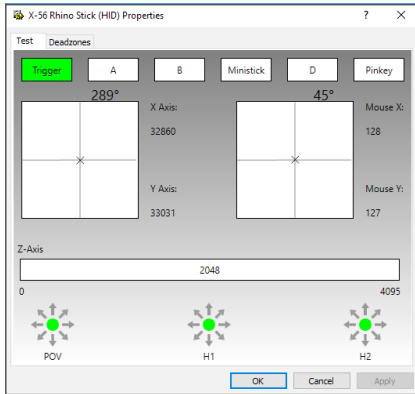 X-56 Rhino Stick (HID) Properties ? X
Test Deadzones
Trigger A B Ministick D Pinkey
289° 45°
X Axis: Mouse X:
32860 128
Y Axis: Mouse Y:
33031 127
Z-Axis
2048
0 4095
POV H1 H2
OK Cancel Apply